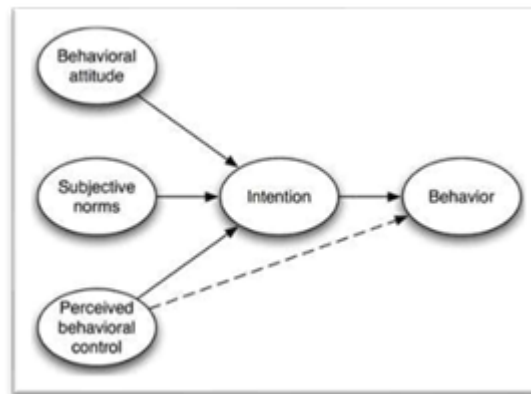 Behavioral
attitude
Subjective
norms
Intention
Behavior
Perceived
behavioral
control